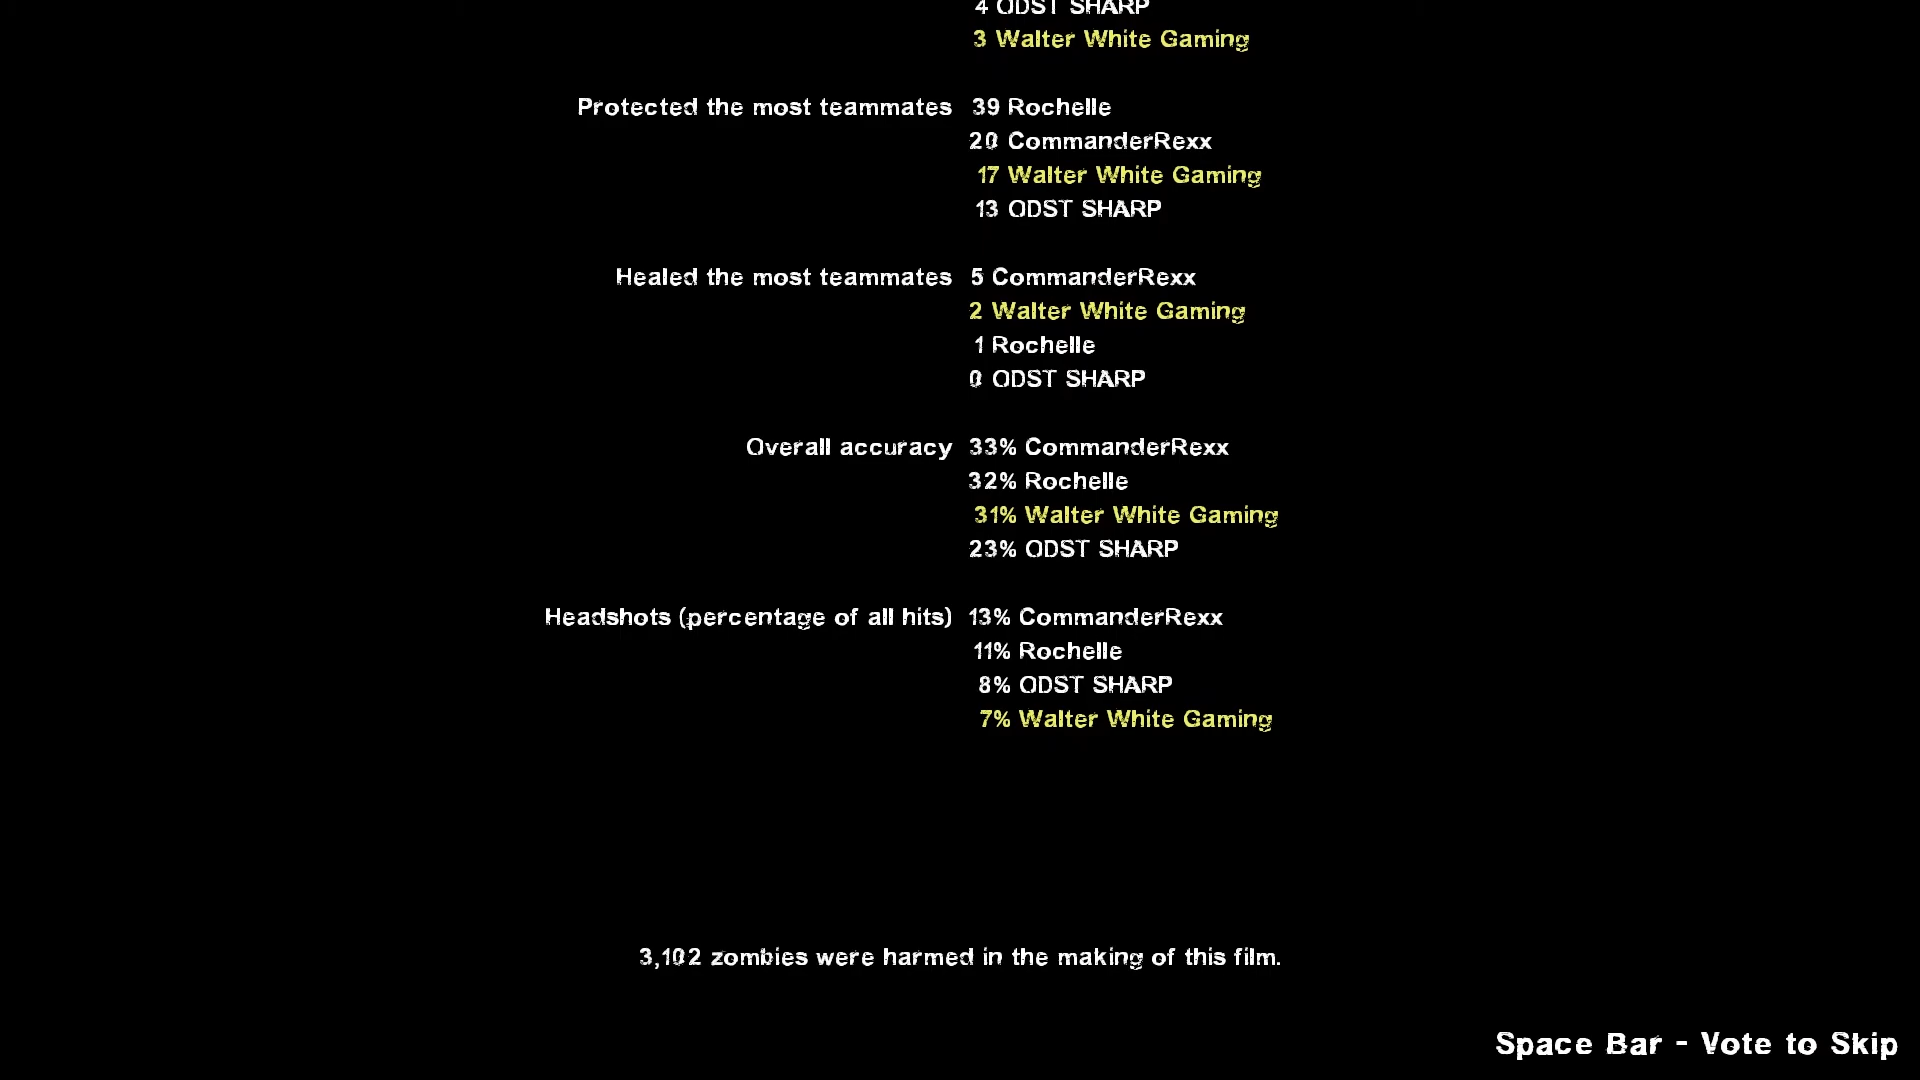 4 ODST SHARP
3 Walter White Gaming
Protected the most teammates 39 Rochelle
20 CommanderRexx
17 Walter White Gaming
13 ODST SHARP
Healed the most teammates 5 CommanderRexx
2 Walter White Gaming
1 Rochelle
0 ODST SHARP
Overall accuracy 33% CommanderRexx
32% Rochelle
31% Walter White Gaming
23% ODST SHARP
Headshots (percentage of all hits) 13% CommanderRexx
11% Rochelle
8% ODST SHARP
7% Walter White Gaming
3,102 zombies were harmed in the making of this film.
Space Bar - Vote to Skip